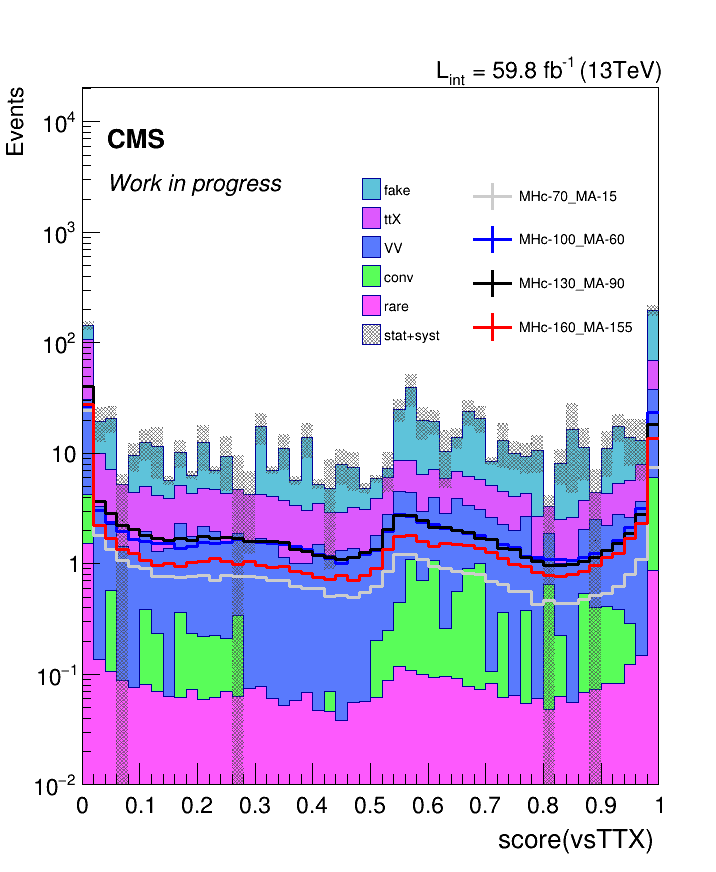 L_int = 59.8 fb^-1 (13TeV)
Events
CMS
Work in progress
fake
ttX
VV
conv
rare
stat+syst
MHc-70_MA-15
MHc-100_MA-60
MHc-130_MA-90
MHc-160_MA-155
10^4
10^3
10^2
10
1
10^−1
10^−2
0 0.1 0.2 0.3 0.4 0.5 0.6 0.7 0.8 0.9 1
score(vsTTX)